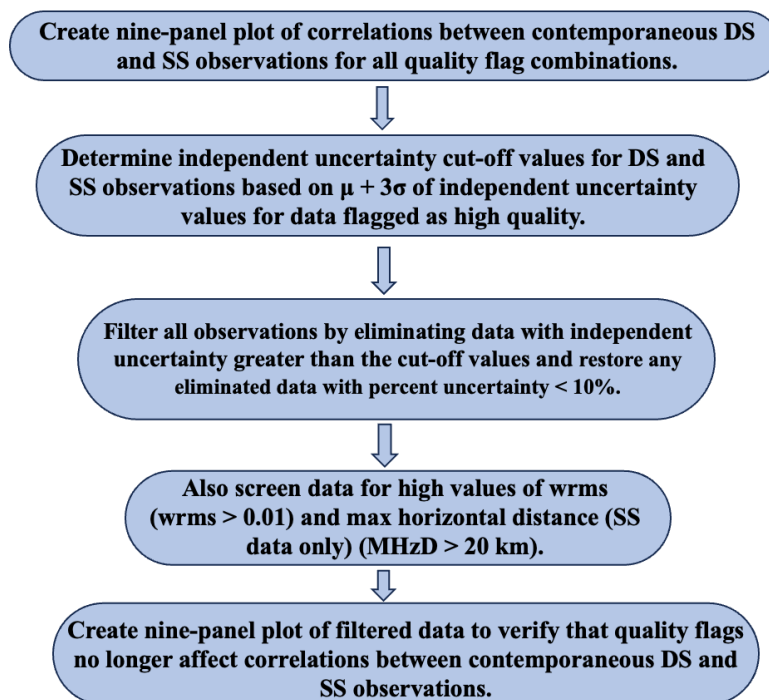 Create nine-panel plot of correlations between contemporaneous DS
and SS observations for all quality flag combinations.
Determine independent uncertainty cut-off values for DS and
SS observations based on μ + 3σ of independent uncertainty
values for data flagged as high quality.
Filter all observations by eliminating data with independent
uncertainty greater than the cut-off values and restore any
eliminated data with percent uncertainty < 10%.
Also screen data for high values of wrms
(wrms > 0.01) and max horizontal distance (SS
data only) (MHzD > 20 km).
Create nine-panel plot of filtered data to verify that quality flags
no longer affect correlations between contemporaneous DS and
SS observations.